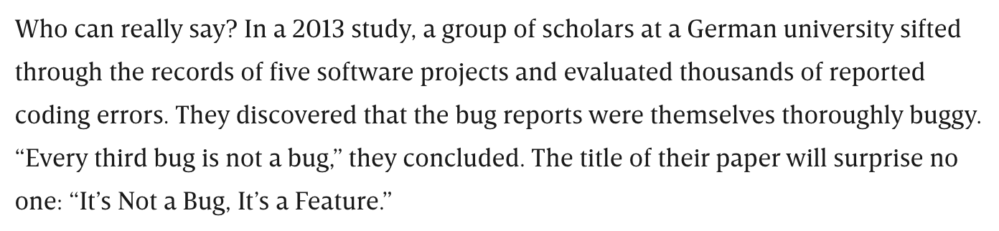 Who can really say? In a 2013 study, a group of scholars at a German university sifted
through the records of five software projects and evaluated thousands of reported
coding errors. They discovered that the bug reports were themselves thoroughly buggy.
“Every third bug is not a bug,” they concluded. The title of their paper will surprise no
one: “It’s Not a Bug, It’s a Feature.”